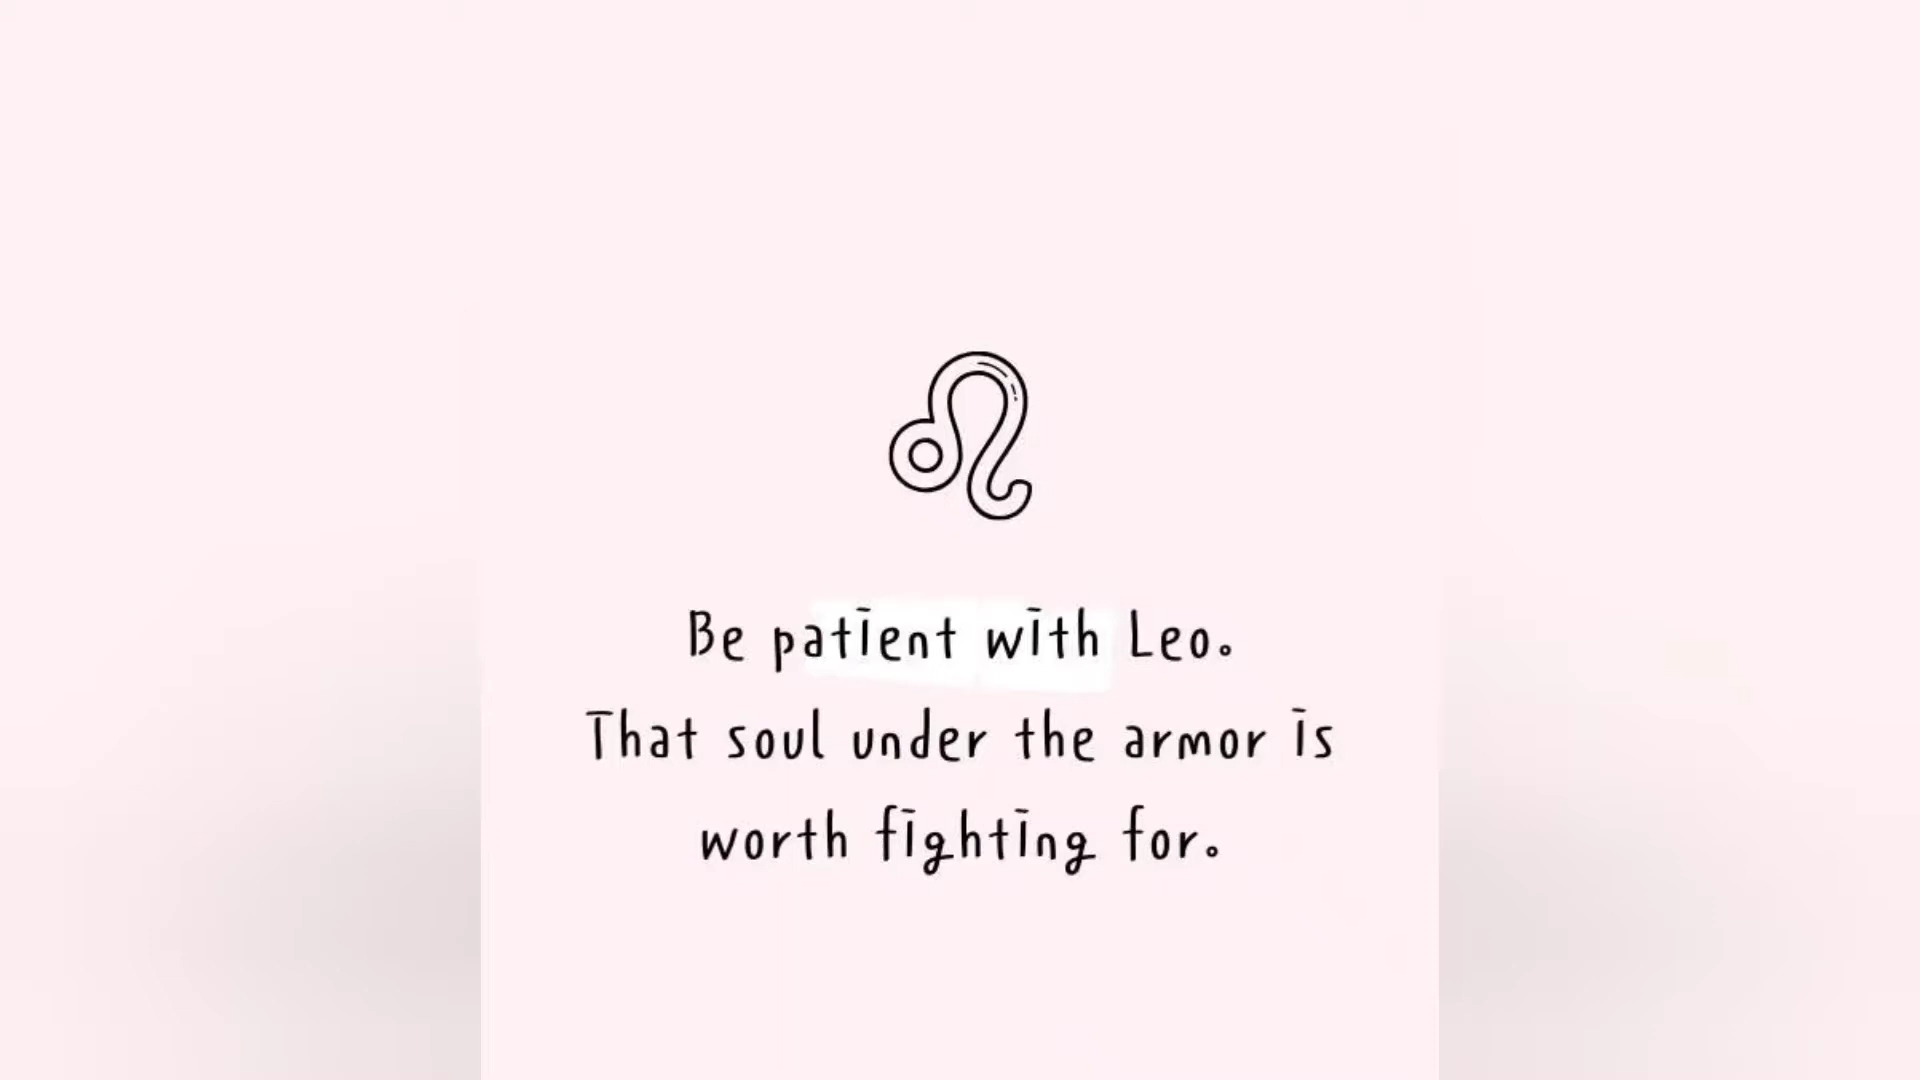 Be patient with Leo.
That soul under the armor is
worth fighting for.